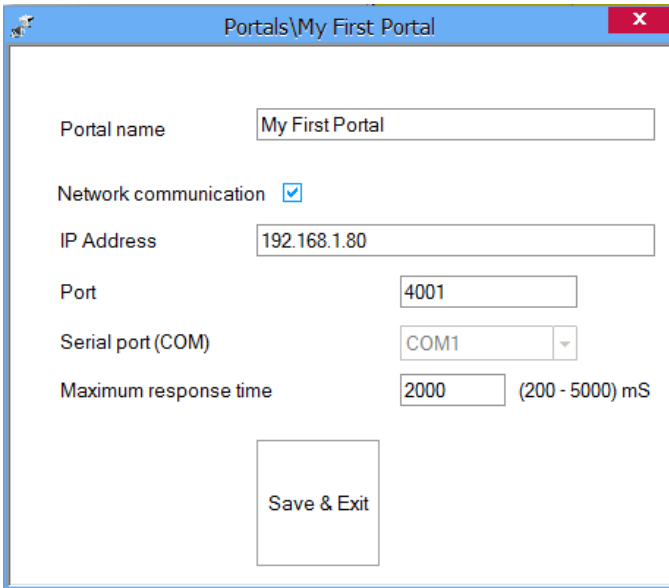 Portals\My First Portal
x
Portal name My First Portal
Network communication
IP Address 192.168.1.80
Port 4001
Serial port (COM) COM1
Maximum response time 2000 (200 - 5000) mS
Save & Exit